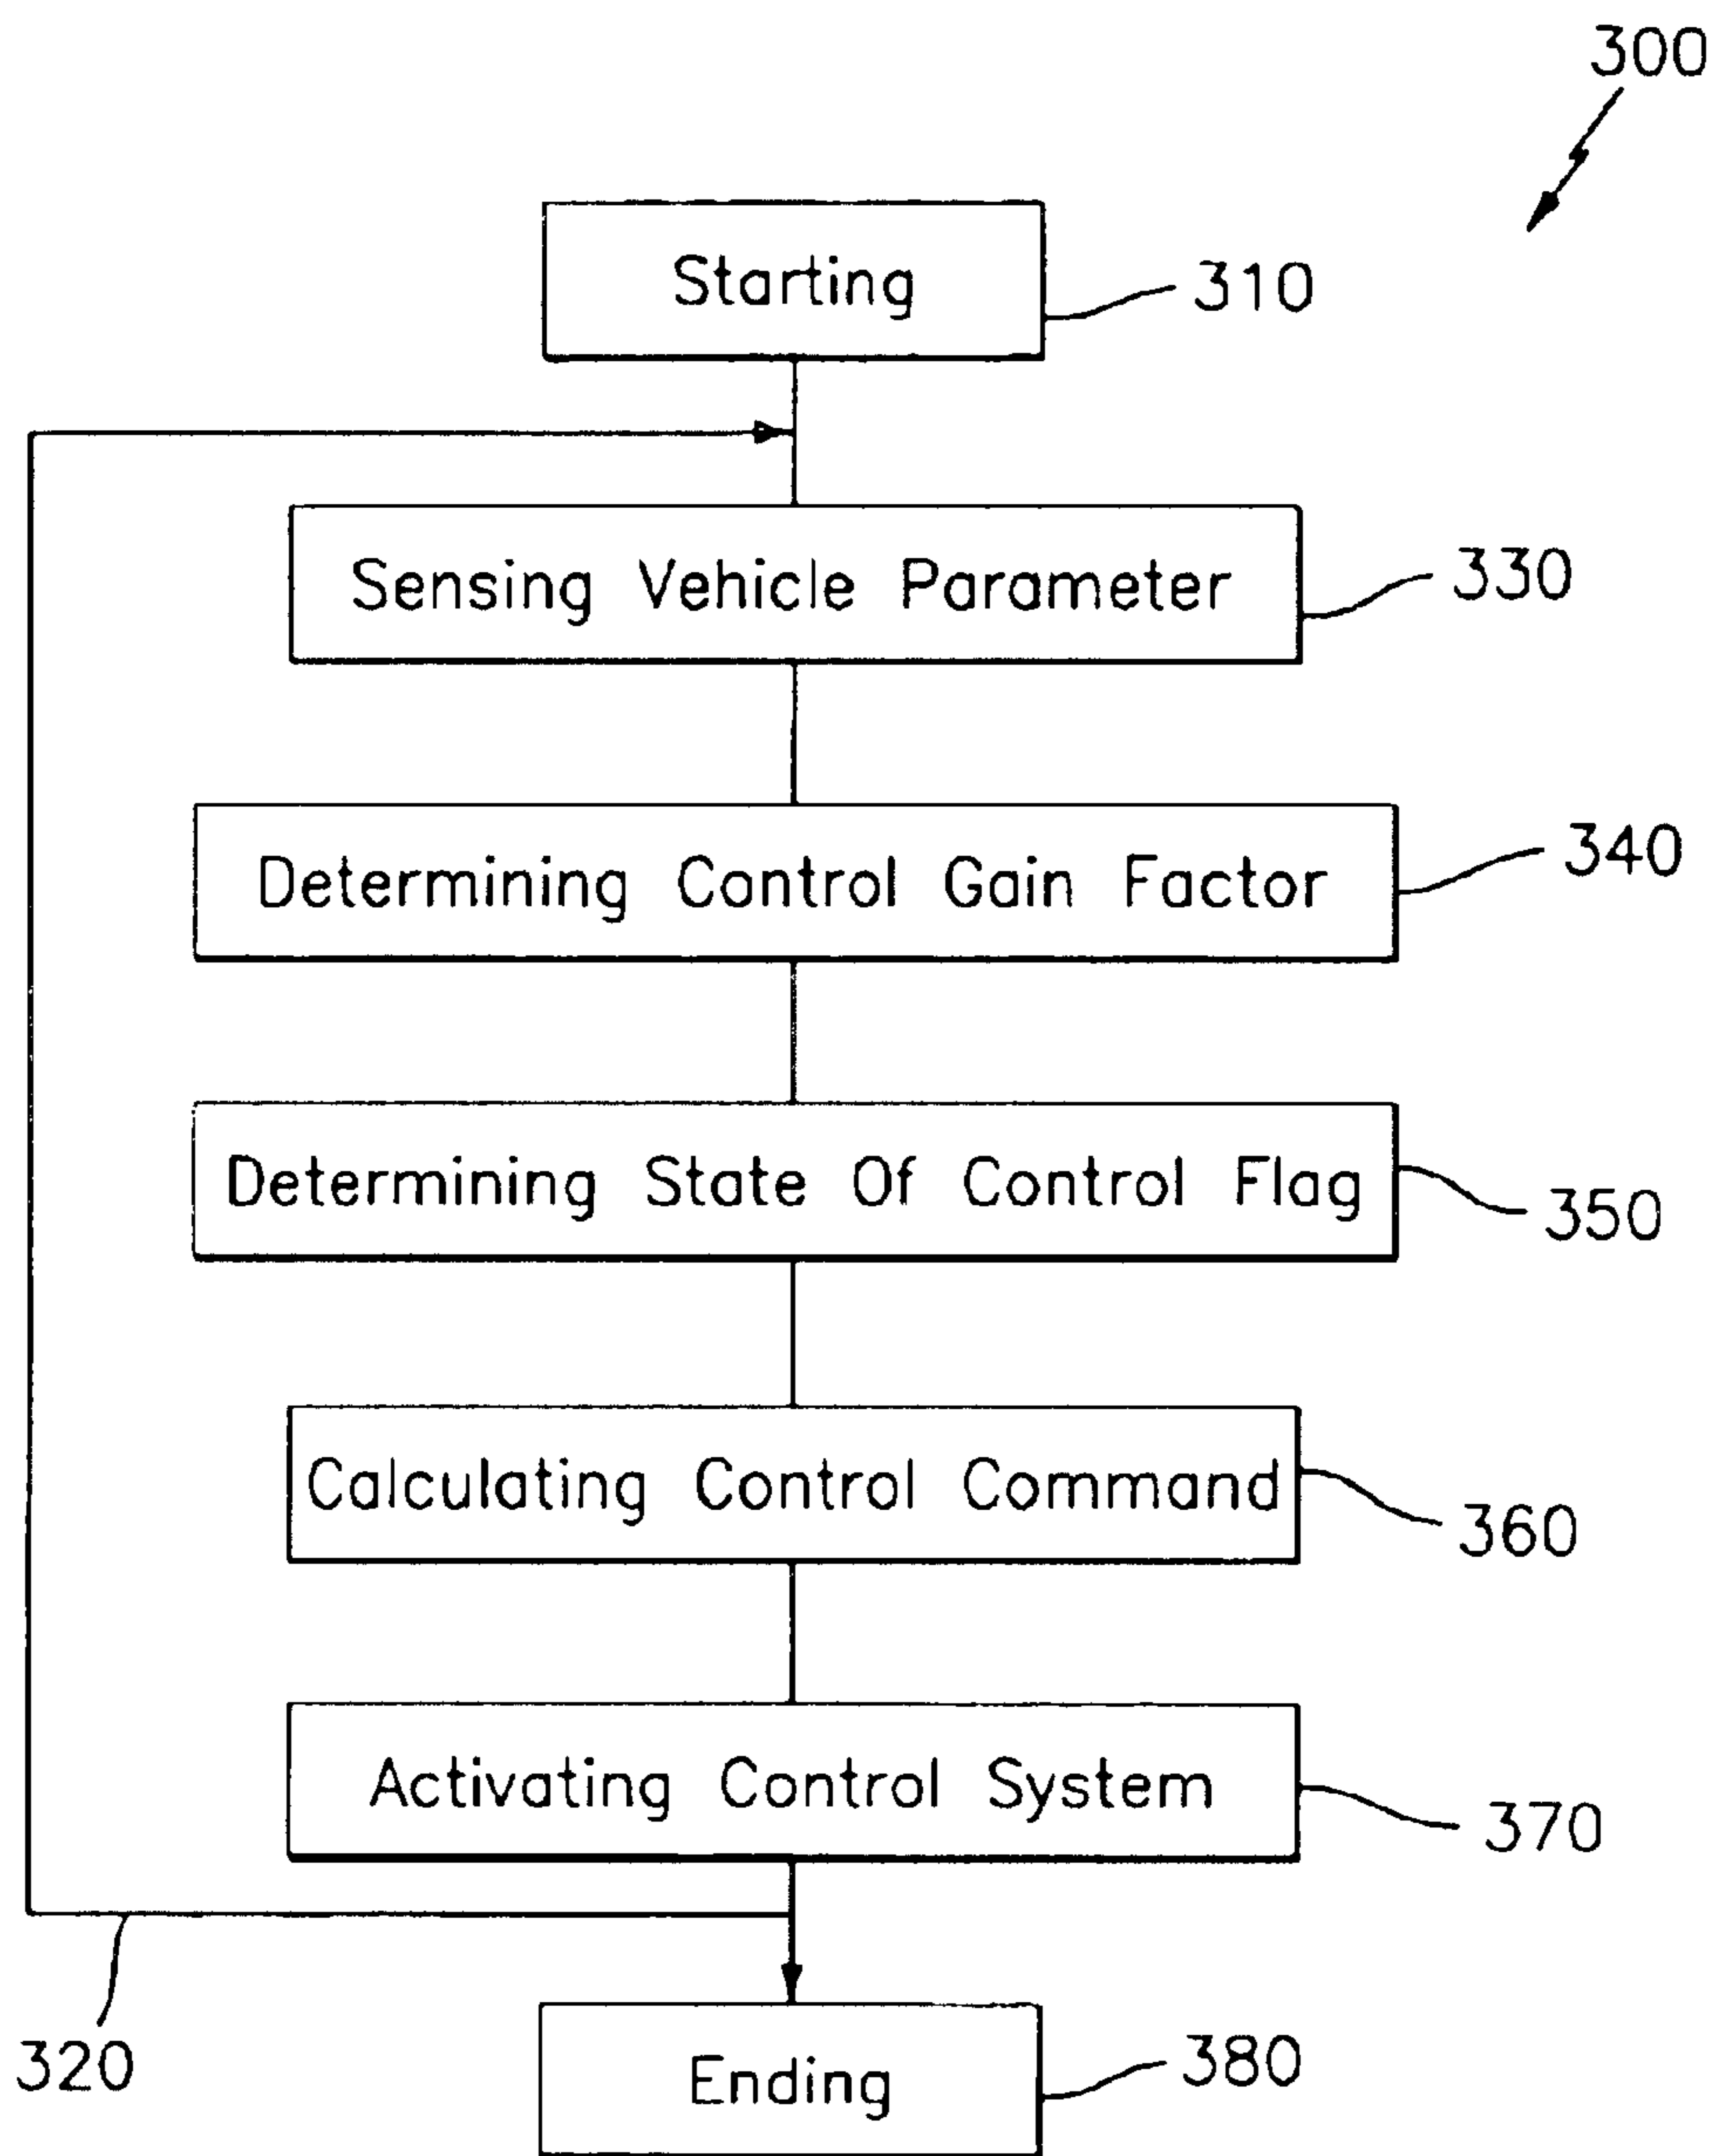 300
Starting
310
Sensing Vehicle Parameter
330
Determining Control Gain Factor
340
Determining State Of Control Flag
350
Calculating Control Command
360
Activating Control System
370
320
Ending
380